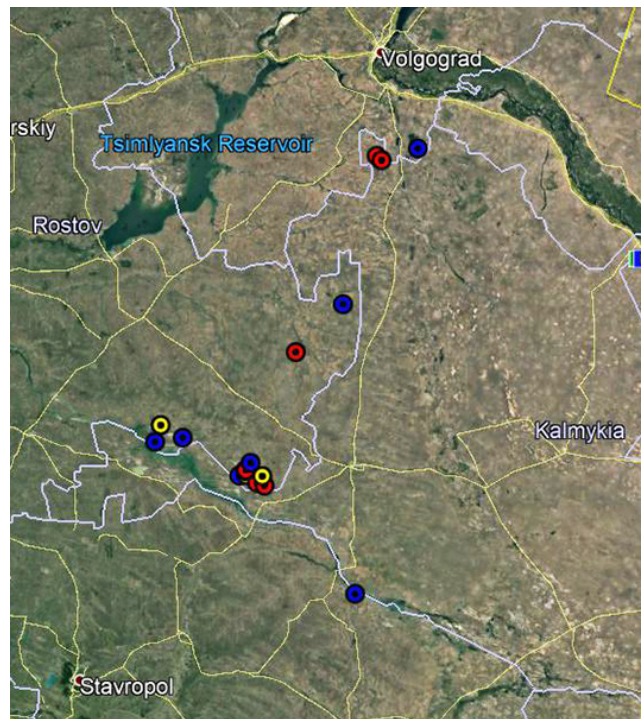 Volgograd
rskiy
Tsimlyansk Reservoir
Rostov
Kalmykia
Stavropol